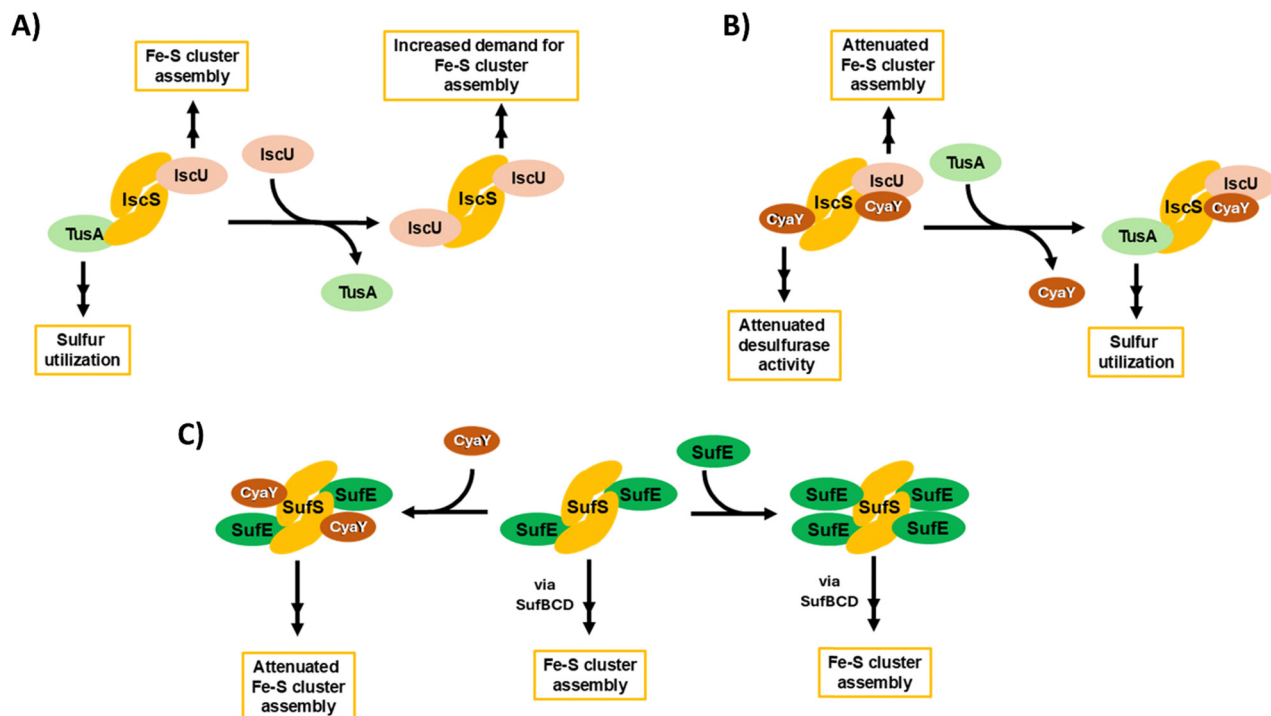 A)
Fe-S cluster
assembly
Increased demand for
Fe-S cluster
assembly
IscU
IscU
IscU
IscS
IscS
TusA
IscU
TusA
Sulfur
utilization
B)
Attenuated
Fe-S cluster
assembly
TusA
IscU
IscU
CyaY
IscS
CyaY
IscS
CyaY
TusA
CyaY
Attenuated
desulfurase
activity
Sulfur
utilization
C)
CyaY
SufE
CyaY
SufE
SufS
SufE
CyaY
SufE
SufS
SufE
SufE
SufE
SufS
SufE
SufE
via
SufBCD
via
SufBCD
Attenuated
Fe-S cluster
assembly
Fe-S cluster
assembly
Fe-S cluster
assembly